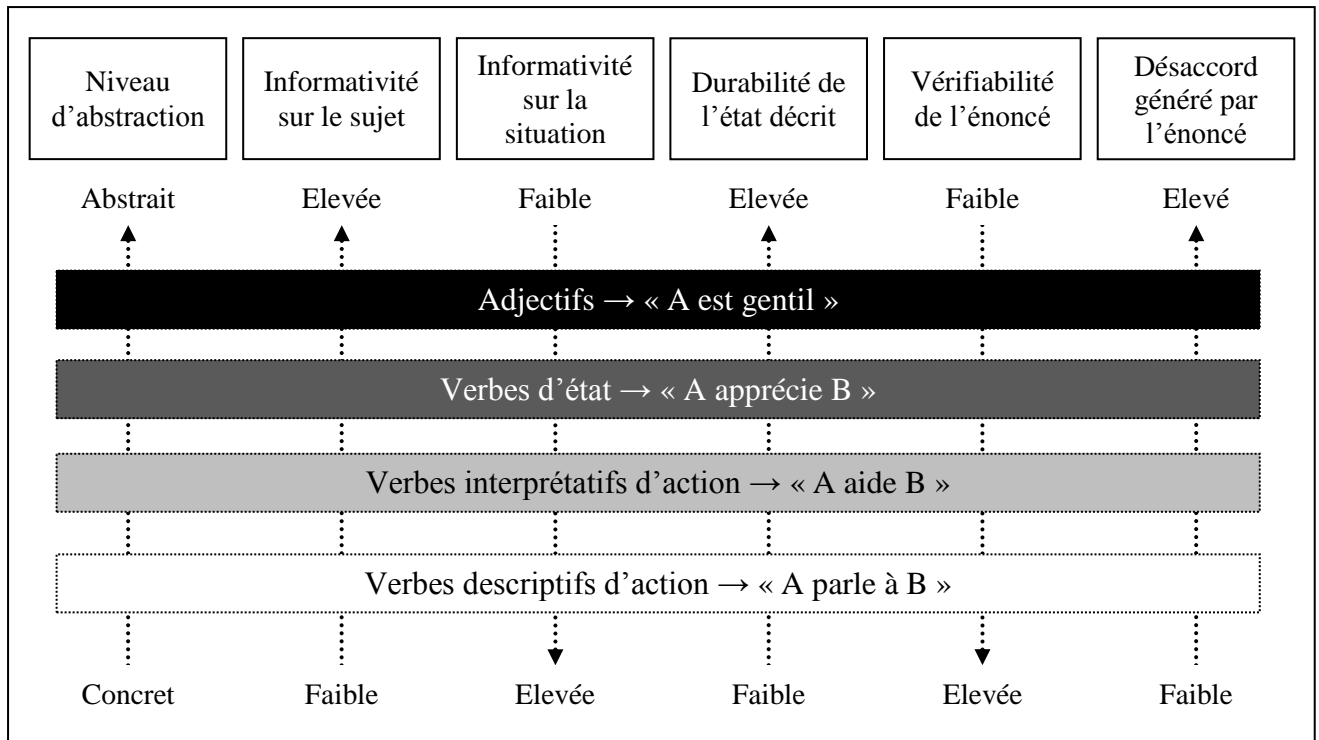 Niveau
d’abstraction
Informativité
sur le sujet
Informativité
sur la
situation
Durabilité de
l’état décrit
Vérifiabilité
de l’énoncé
Désaccord
généré par
l’énoncé
Abstrait Elevée Faible Elevée Faible Elevé
Adjectifs → « A est gentil »
Verbes d’état → « A apprécie B »
Verbes interprétatifs d’action → « A aide B »
Verbes descriptifs d’action → « A parle à B »
Concret Faible Elevée Faible Elevée Faible